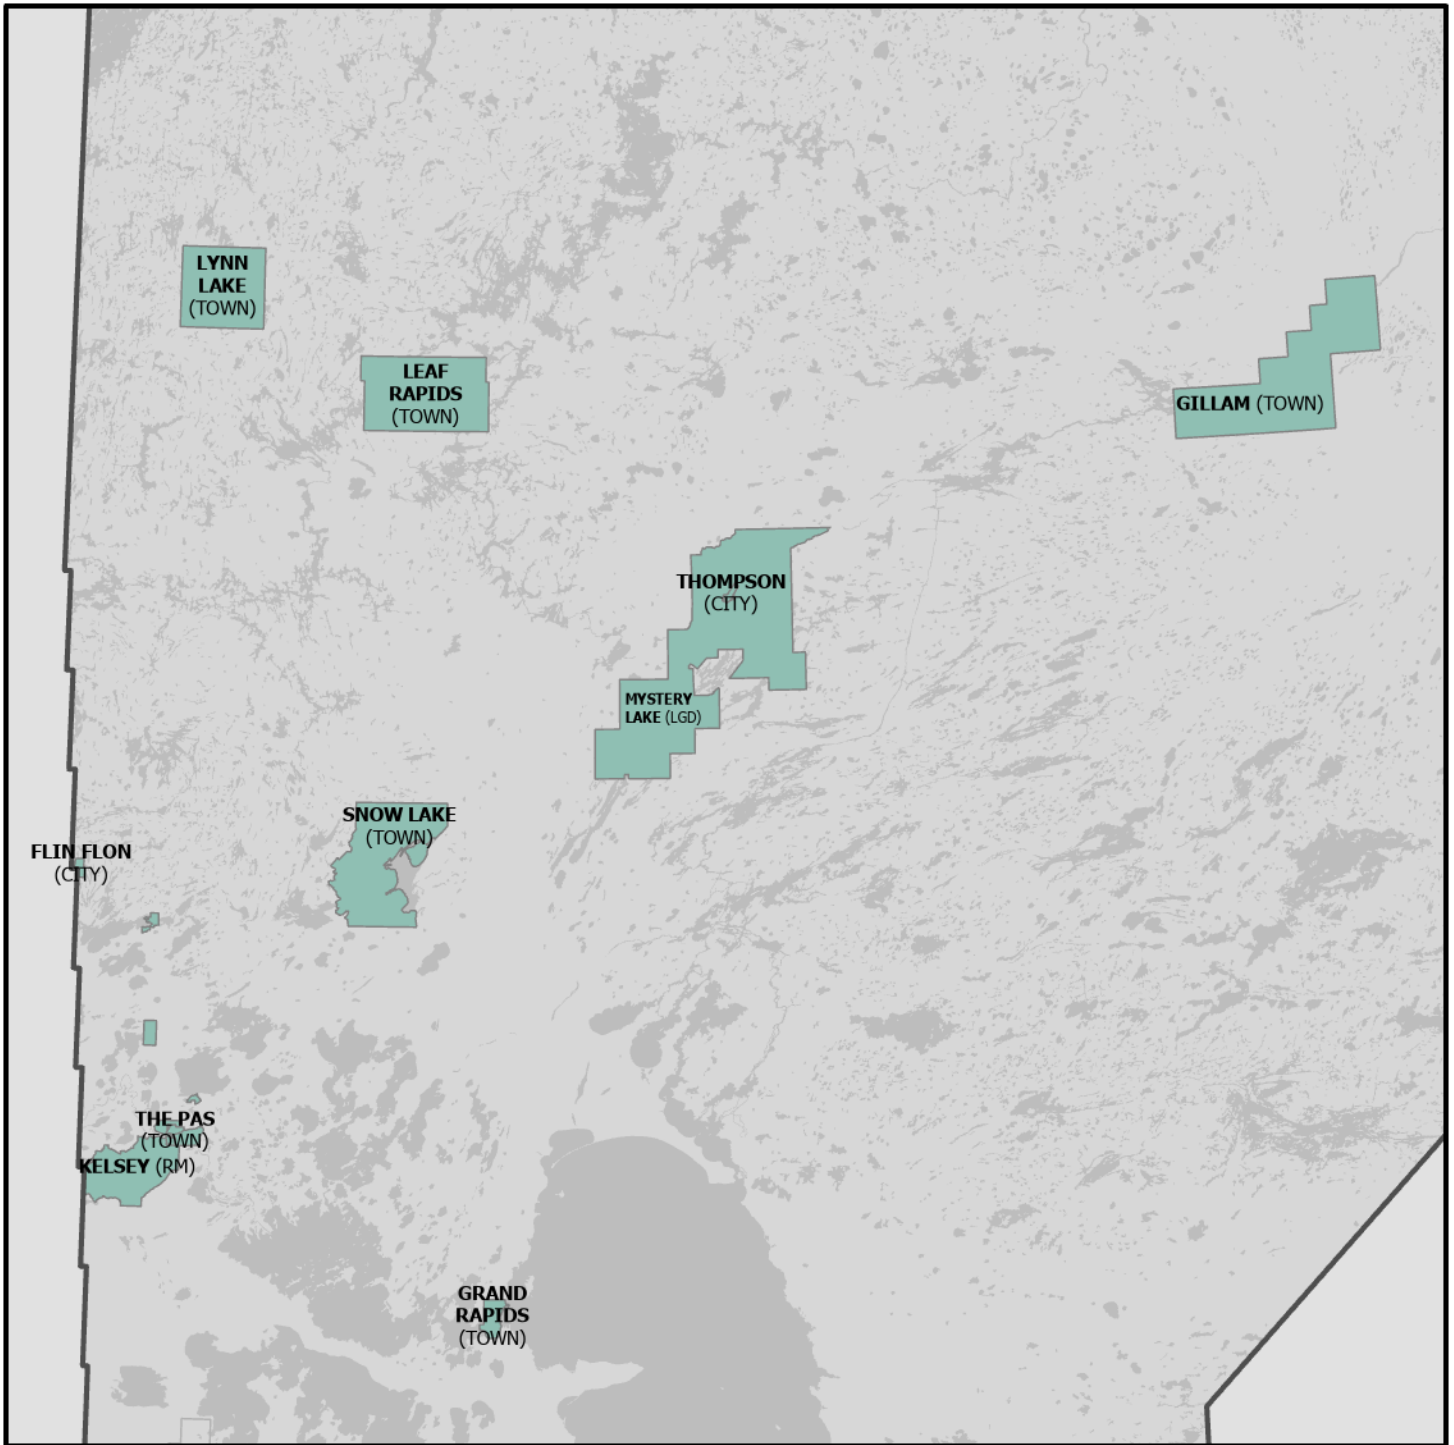 LYNN
LAKE
(TOWN)
LEAF
RAPIDS
(TOWN)
GILLAM (TOWN)
THOMPSON
(CITY)
MYSTERY
LAKE (LGD)
SNOW LAKE
(TOWN)
FLIN FLON
(CITY)
THE PAS
(TOWN)
KELSEY (RM)
GRAND
RAPIDS
(TOWN)